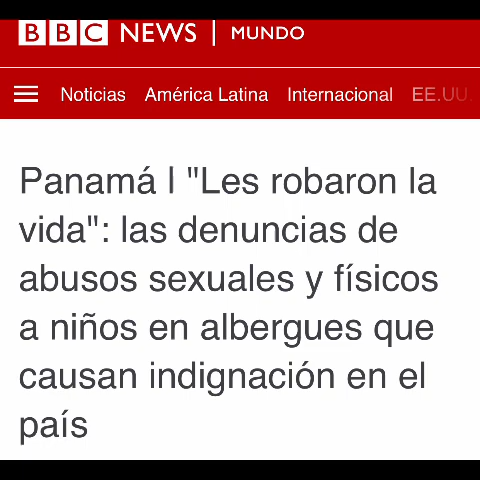 BBC NEWS | MUNDO
Noticias América Latina Internacional EE.UU.
Panamá | "Les robaron la
vida": las denuncias de
abusos sexuales y físicos
a niños en albergues que
causan indignación en el
país